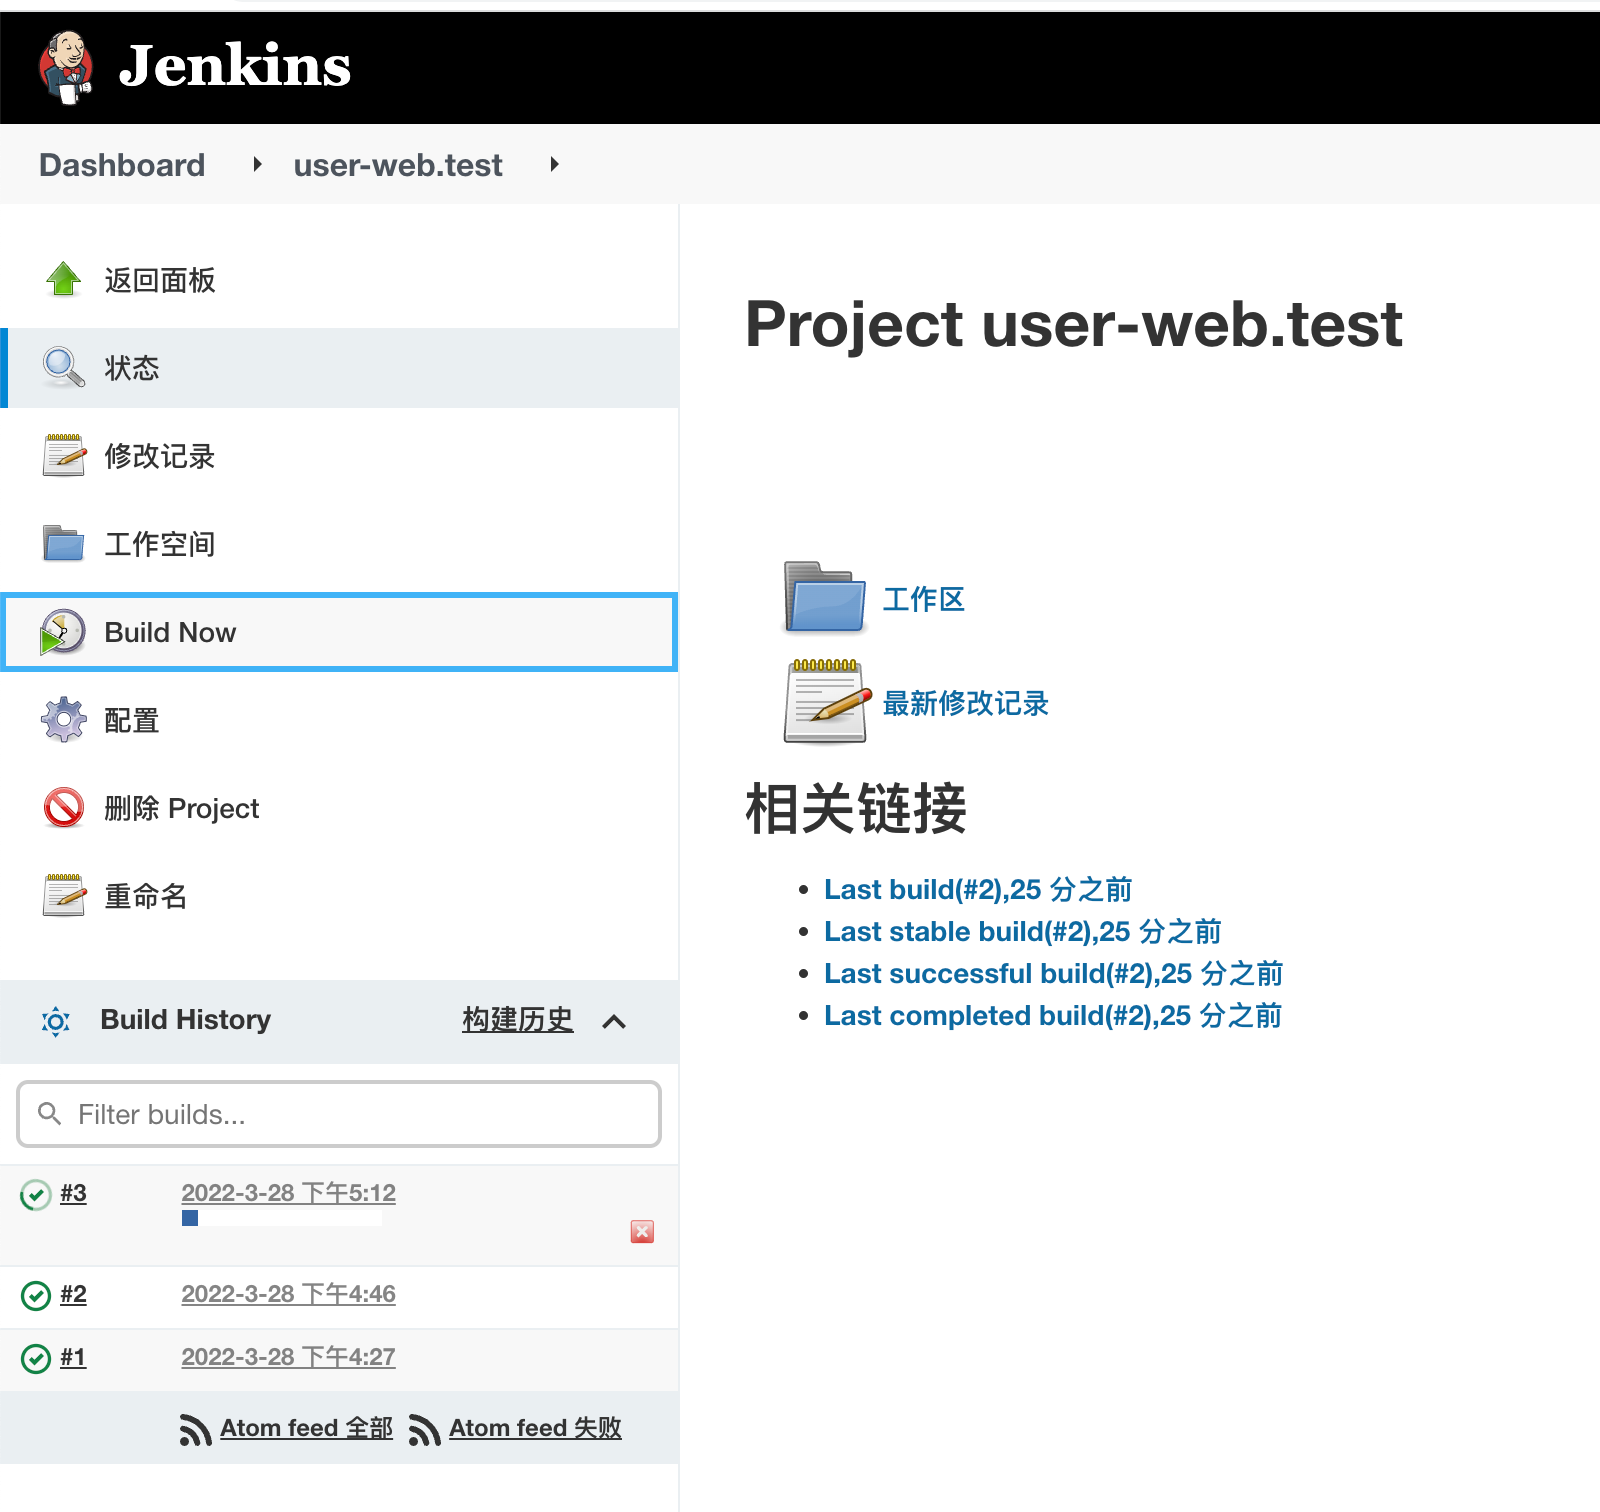 Jenkins
Dashboard user-web.test
返回面板
状态
修改记录
工作空间
Build Now
配置
删除 Project
重命名
Build History 构建历史
Filter builds...
#3 2022-3-28 下午5:12
#2 2022-3-28 下午4:46
#1 2022-3-28 下午4:27
Atom feed 全部 Atom feed 失败
Project user-web.test
工作区
最新修改记录
相关链接
Last build(#2),25 分之前
Last stable build(#2),25 分之前
Last successful build(#2),25 分之前
Last completed build(#2),25 分之前